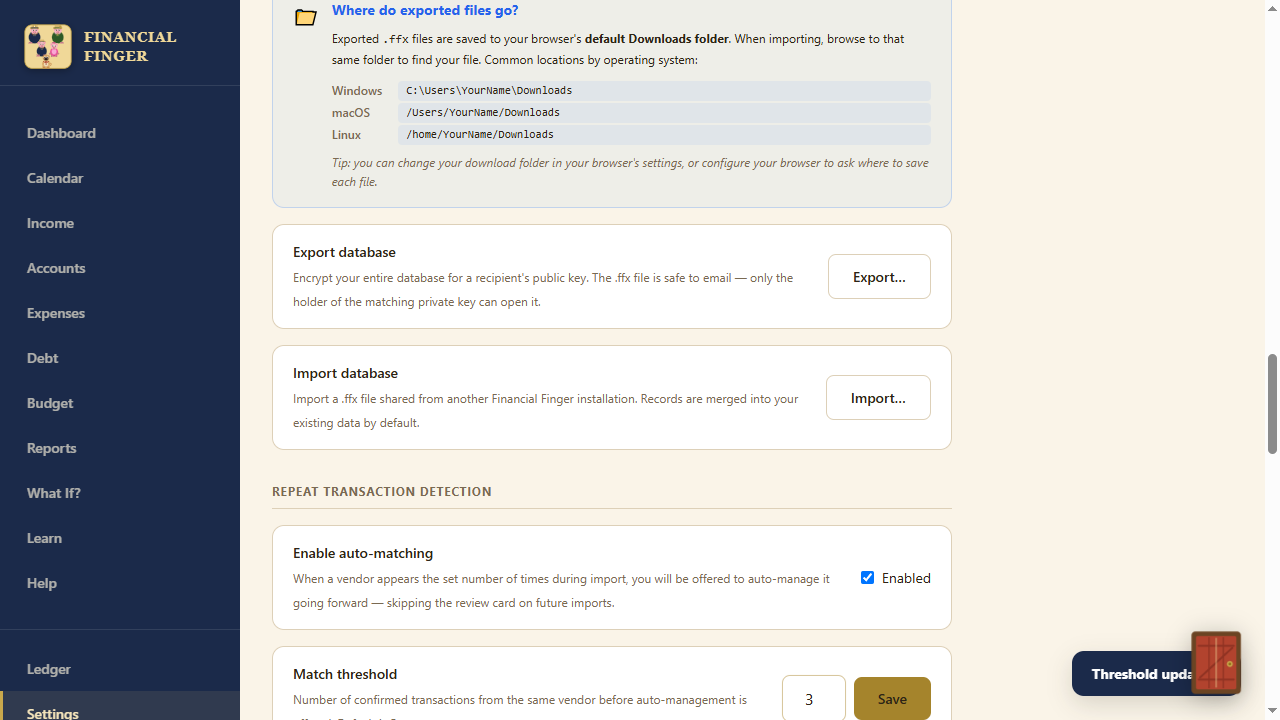 FINANCIAL
FINGER
Dashboard
Calendar
Income
Accounts
Expenses
Debt
Budget
Reports
What If?
Learn
Help
Ledger
Settings
Where do exported files go?
Exported .ffx files are saved to your browser's default Downloads folder. When importing, browse to that
same folder to find your file. Common locations by operating system:
Windows C:\Users\YourName\Downloads
macOS /Users/YourName/Downloads
Linux /home/YourName/Downloads
Tip: you can change your download folder in your browser's settings, or configure your browser to ask where to save
each file.
Export database
Encrypt your entire database for a recipient's public key. The .ffx file is safe to email — only the
holder of the matching private key can open it.
Export...
Import database
Import a .ffx file shared from another Financial Finger installation. Records are merged into your
existing data by default.
Import...
REPEAT TRANSACTION DETECTION
Enable auto-matching
When a vendor appears the set number of times during import, you will be offered to auto-manage it
going forward — skipping the review card on future imports.
Enabled
Match threshold
Number of confirmed transactions from the same vendor before auto-management is
3
Save
Threshold